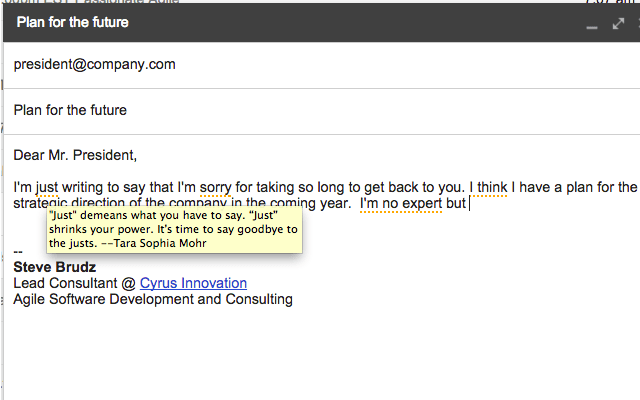 Plan for the future
president@company.com
Plan for the future
Dear Mr. President,
I'm just writing to say that I'm sorry for taking so long to get back to you. I think I have a plan for the
strategic direction of the company in the coming year. I'm no expert but
"Just" demeans what you have to say. "Just"
shrinks your power. It's time to say goodbye to
the justs. --Tara Sophia Mohr
--
Steve Brudz
Lead Consultant @ Cyrus Innovation
Agile Software Development and Consulting